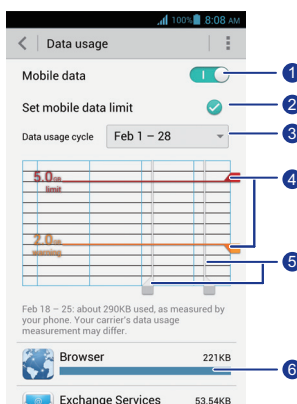 100% 8:08 AM
Data usage
Mobile data
1
Set mobile data limit
2
Data usage cycle Feb 1 – 28
3
5.0GB
limit
4
2.0GB
warning
5
Feb 18 – 25: about 290KB used, as measured by
your phone. Your carrier's data usage
measurement may differ.
Browser 221KB
6
Exchange Services 53.54KB